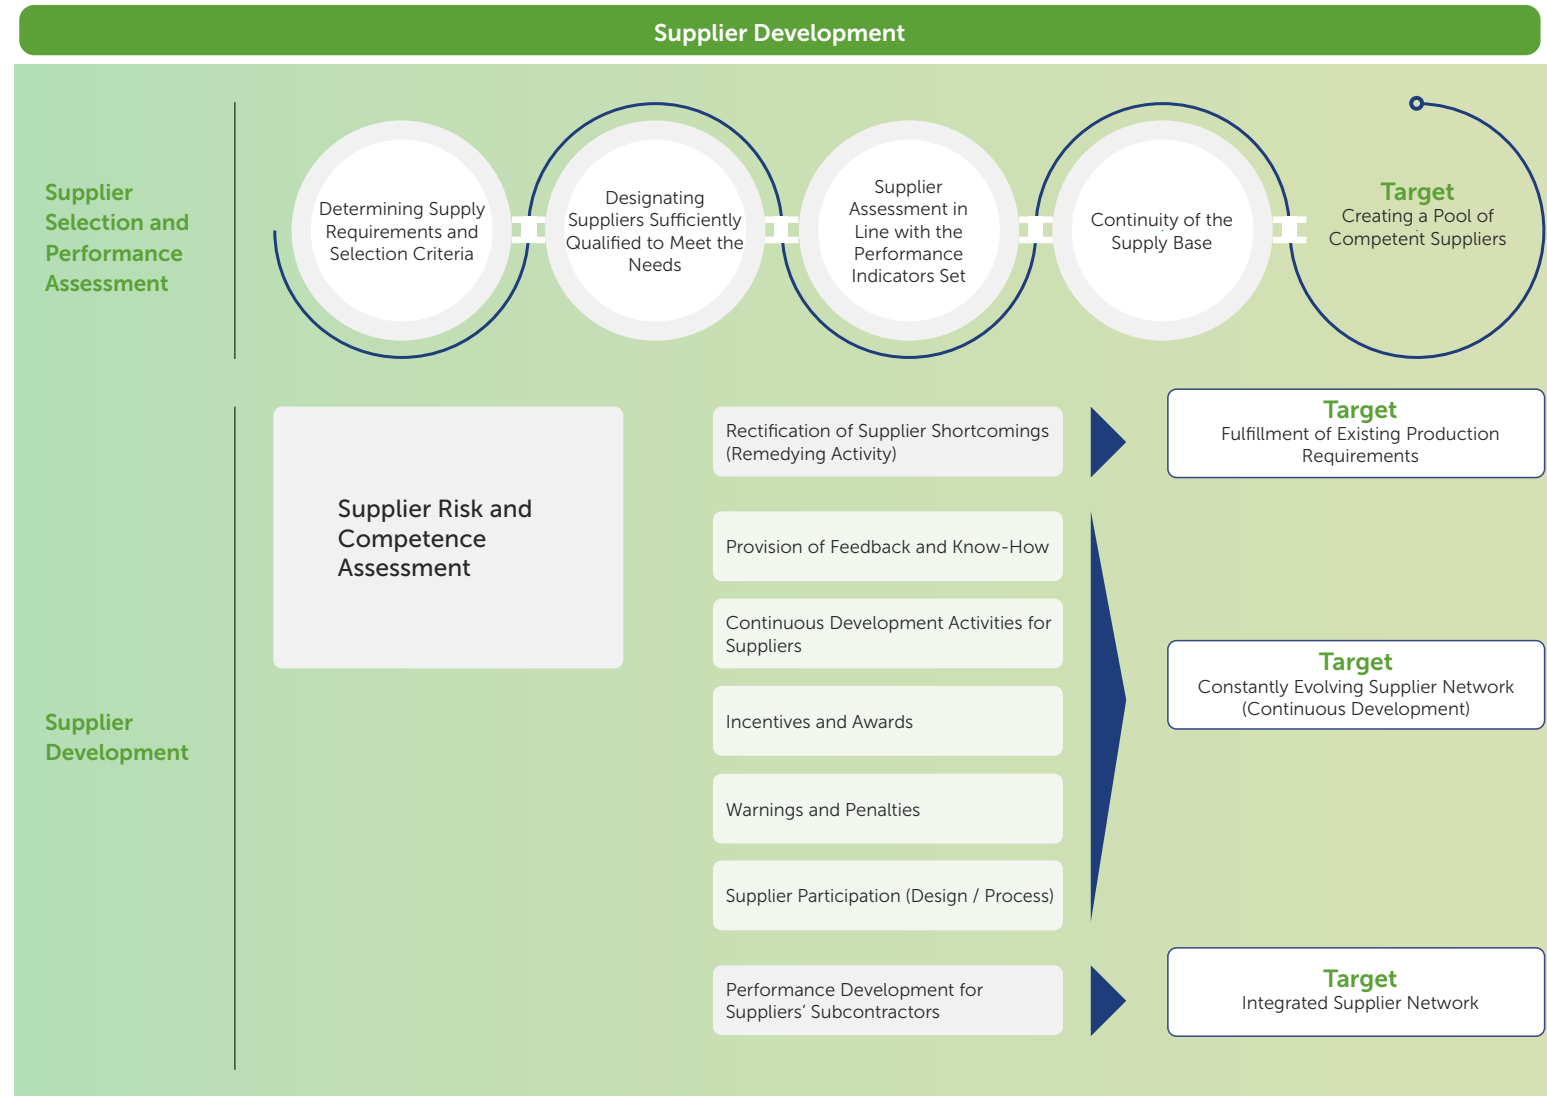 Supplier Development
Supplier
Selection and
Performance
Assessment
Determining Supply
Requirements and
Selection Criteria
Designating
Suppliers Sufficiently
Qualified to Meet the
Needs
Supplier
Assessment in
Line with the
Performance
Indicators Set
Continuity of the
Supply Base
Target
Creating a Pool of
Competent Suppliers
Supplier
Development
Supplier Risk and
Competence
Assessment
Rectification of Supplier Shortcomings
(Remedying Activity)
Target
Fulfillment of Existing Production
Requirements
Provision of Feedback and Know-How
Continuous Development Activities for
Suppliers
Incentives and Awards
Warnings and Penalties
Supplier Participation (Design / Process)
Target
Constantly Evolving Supplier Network
(Continuous Development)
Performance Development for
Suppliers’ Subcontractors
Target
Integrated Supplier Network